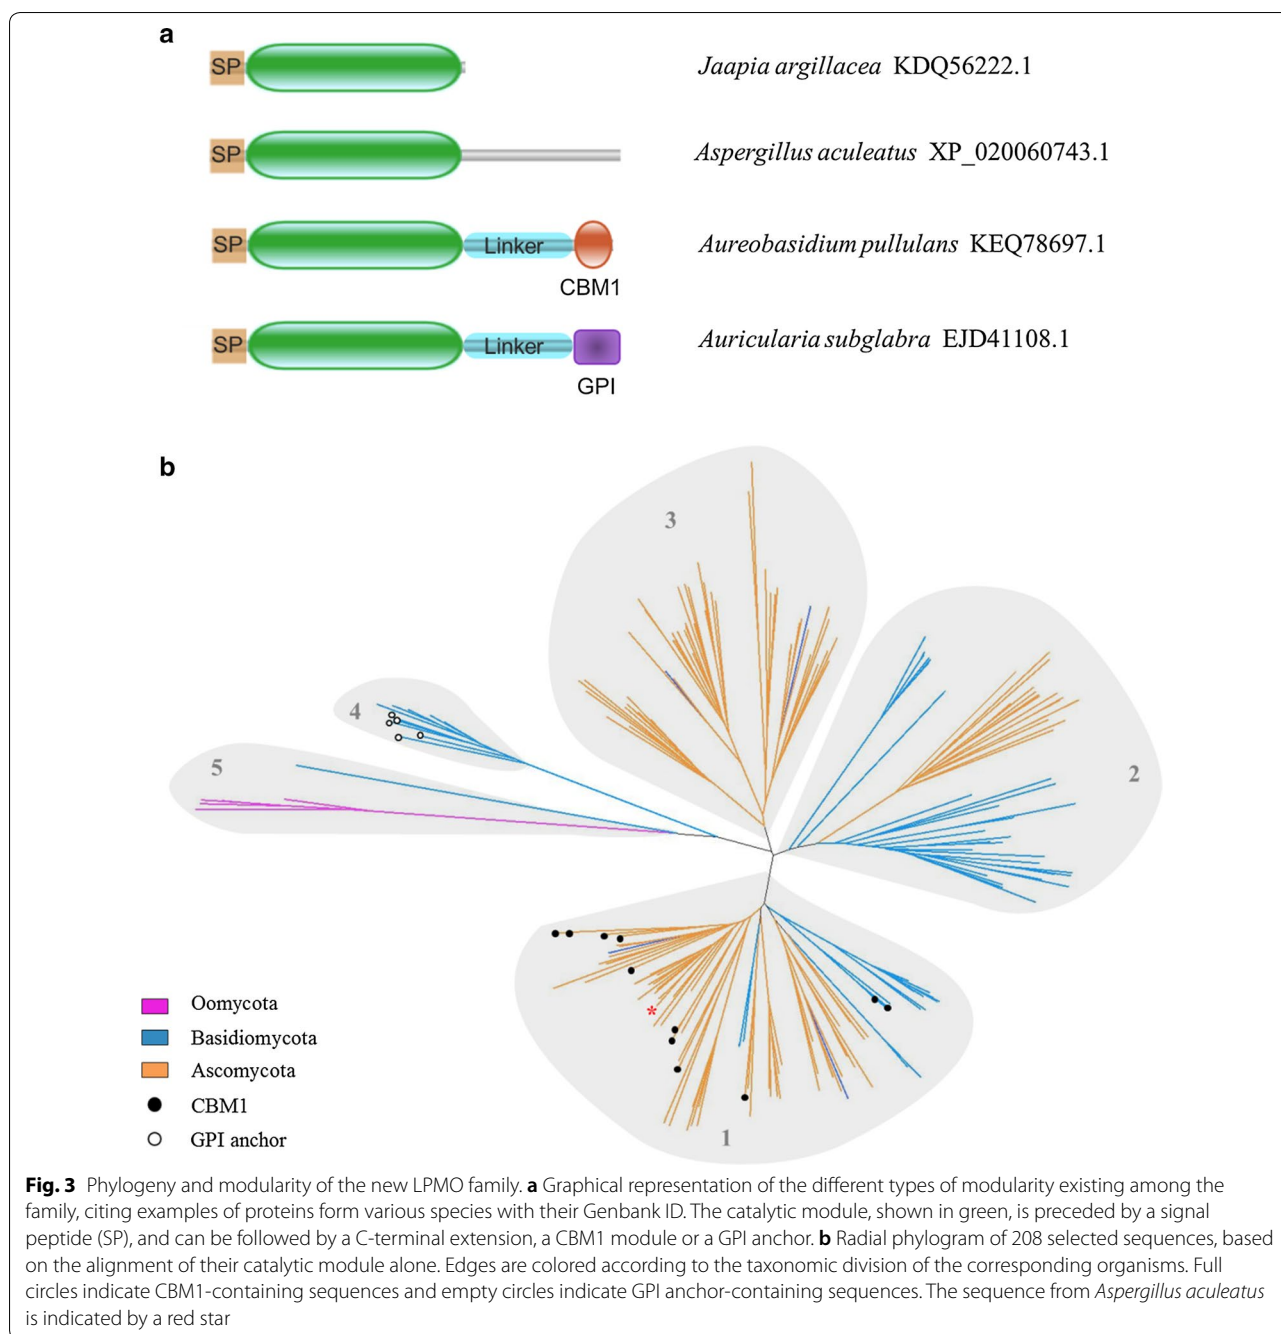 a
SP
Jaapia argillacea KDQ56222.1
SP
Aspergillus aculeatus XP_020060743.1
SP Linker
CBM1
Aureobasidium pullulans KEQ78697.1
SP Linker
GPI
Auricularia subglabra EJD41108.1
b
3
4
2
5
*
1
Oomycota
Basidiomycota
Ascomycota
CBM1
GPI anchor
Fig. 3 Phylogeny and modularity of the new LPMO family. a Graphical representation of the different types of modularity existing among the
family, citing examples of proteins form various species with their Genbank ID. The catalytic module, shown in green, is preceded by a signal
peptide (SP), and can be followed by a C-terminal extension, a CBM1 module or a GPI anchor. b Radial phylogram of 208 selected sequences, based
on the alignment of their catalytic module alone. Edges are colored according to the taxonomic division of the corresponding organisms. Full
circles indicate CBM1-containing sequences and empty circles indicate GPI anchor-containing sequences. The sequence from Aspergillus aculeatus
is indicated by a red star